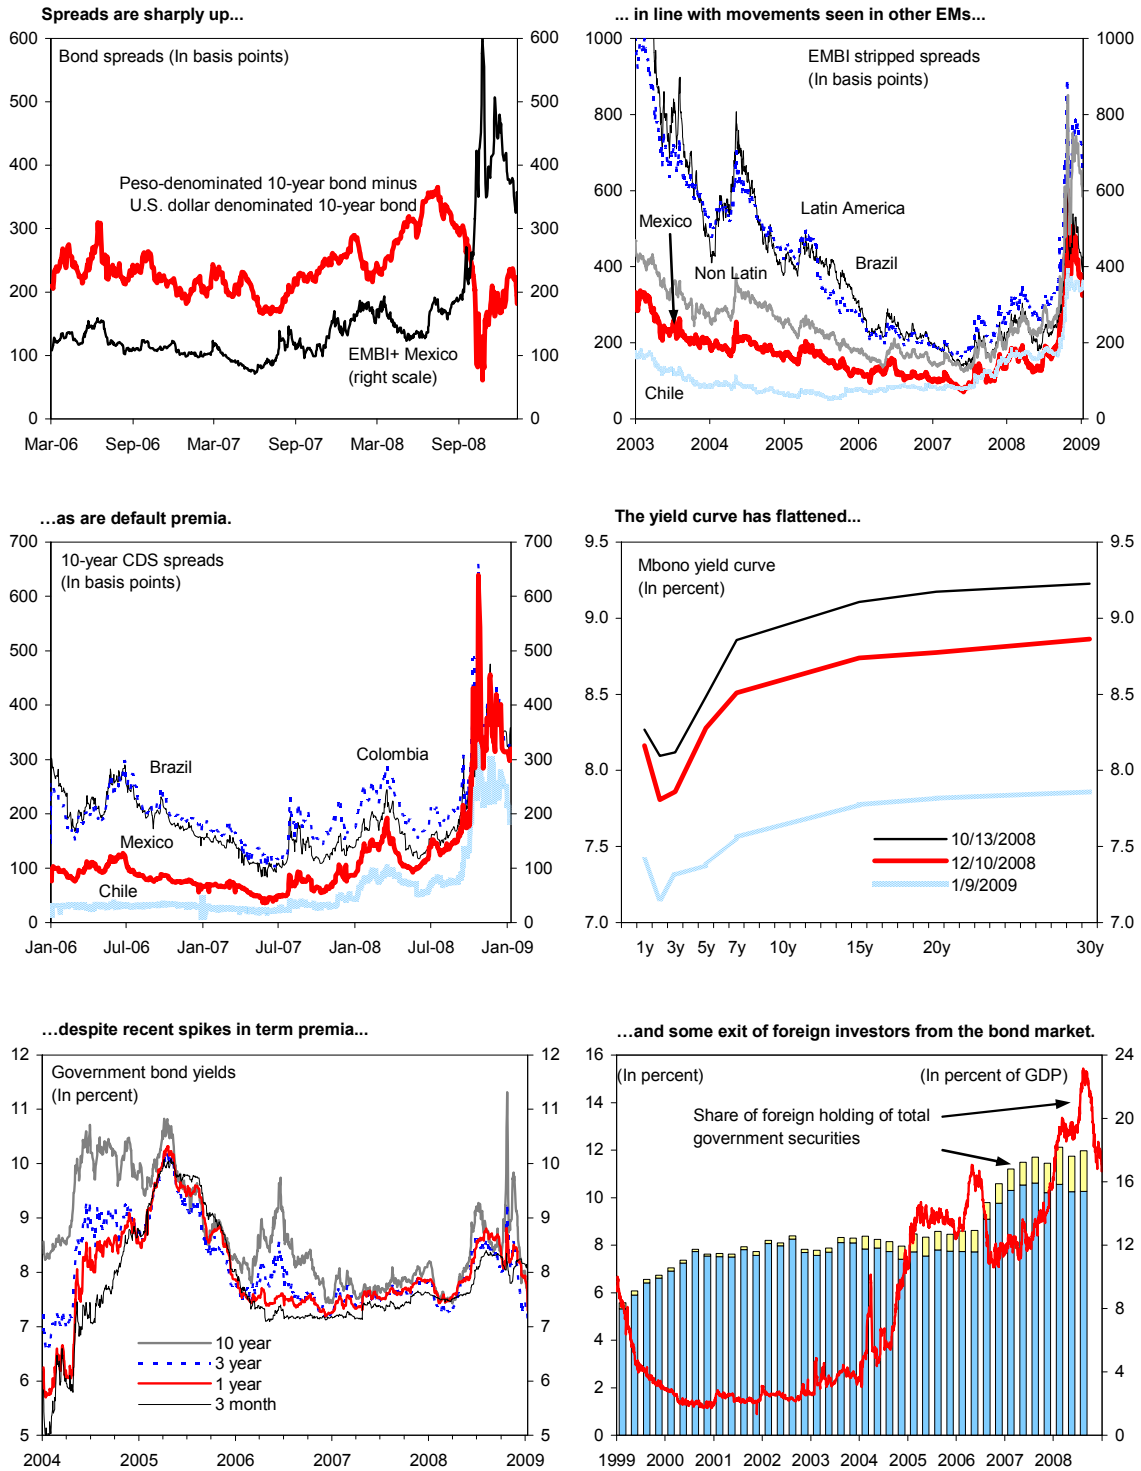 Spreads are sharply up...
Bond spreads (In basis points)
600
500
400
300
200
100
0
600
500
400
300
200
100
0
Peso-denominated 10-year bond minus
U.S. dollar denominated 10-year bond
EMBI+ Mexico
(right scale)
Mar-06 Sep-06 Mar-07 Sep-07 Mar-08 Sep-08
... in line with movements seen in other EMs...
EMBI stripped spreads
(In basis points)
1000
800
600
400
200
0
1000
800
600
400
200
0
Latin America
Mexico
Brazil
Non Latin
Chile
2003 2004 2005 2006 2007 2008 2009
…as are default premia.
10-year CDS spreads
(In basis points)
700
600
500
400
300
200
100
0
700
600
500
400
300
200
100
0
Colombia
Brazil
Mexico
Chile
Jan-06 Jul-06 Jan-07 Jul-07 Jan-08 Jul-08 Jan-09
The yield curve has flattened...
Mbono yield curve
(In percent)
9.5
9.0
8.5
8.0
7.5
7.0
9.5
9.0
8.5
8.0
7.5
7.0
10/13/2008
12/10/2008
1/9/2009
1y 3y 5y 7y 10y 15y 20y 30y
…despite recent spikes in term premia...
Government bond yields
(In percent)
12
11
10
9
8
7
6
5
12
11
10
9
8
7
6
5
10 year
3 year
1 year
3 month
2004 2005 2006 2007 2008 2009
…and some exit of foreign investors from the bond market.
(In percent) (In percent of GDP)
16
14
12
10
8
6
4
2
0
24
20
16
12
8
4
0
Share of foreign holding of total
government securities
1999 2000 2001 2002 2003 2004 2005 2006 2007 2008